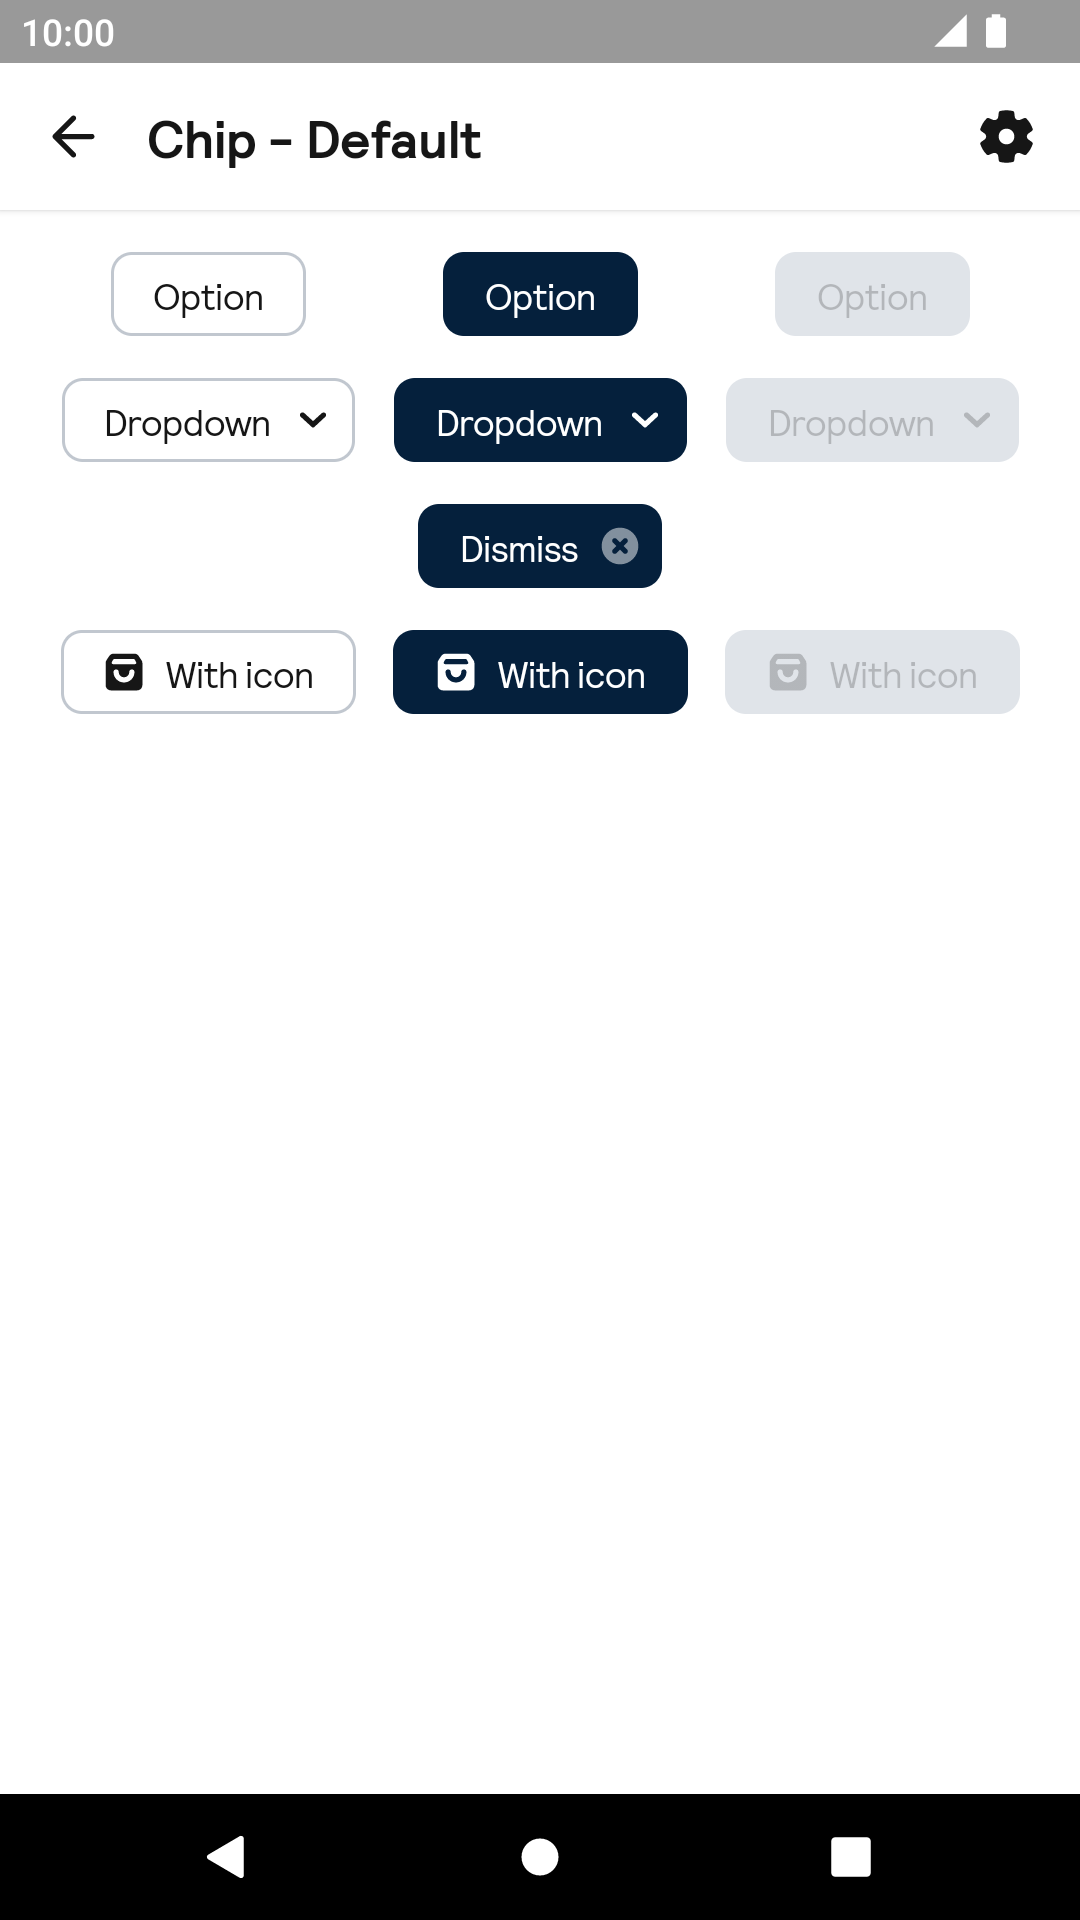 10:00
Chip - Default
Option Option Option
Dropdown Dropdown Dropdown
Dismiss
With icon With icon With icon